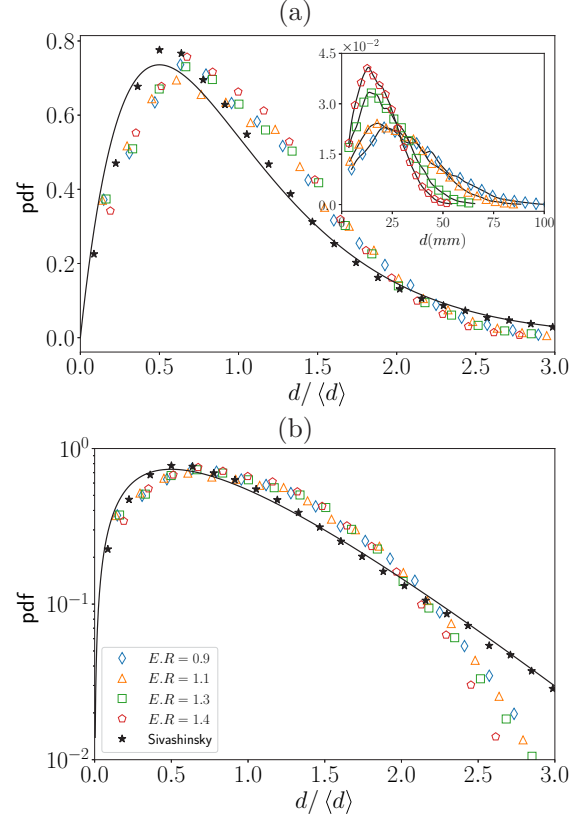 (a)
0.8
0.6
0.4
0.2
0.0
pdf
×10⁻²
4.5
3.0
1.5
0.0
25
50
75
100
d(mm)
0.0
0.5
1.0
1.5
2.0
2.5
3.0
d/ ⟨d⟩
(b)
10⁰
10⁻¹
10⁻²
pdf
E.R = 0.9
E.R = 1.1
E.R = 1.3
E.R = 1.4
Sivashinsky
0.0
0.5
1.0
1.5
2.0
2.5
3.0
d/ ⟨d⟩